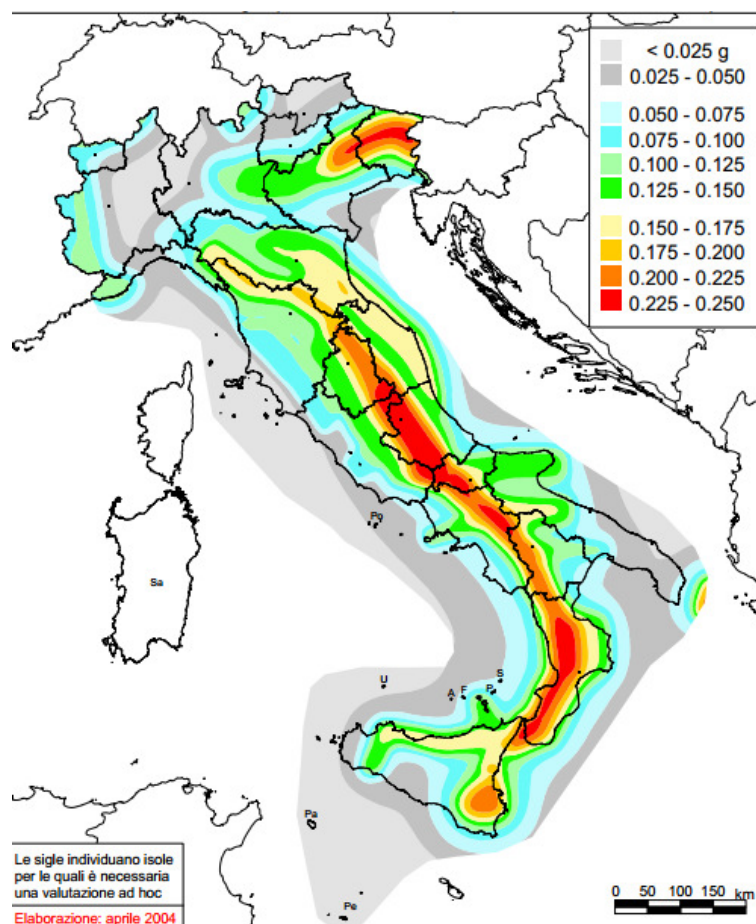 < 0.025 g
0.025 - 0.050
0.050 - 0.075
0.075 - 0.100
0.100 - 0.125
0.125 - 0.150
0.150 - 0.175
0.175 - 0.200
0.200 - 0.225
0.225 - 0.250
Po
Sa
U
A
F
P
S
Pa
Pe
Le sigle individuano isole
per le quali è necessaria
una valutazione ad hoc
Elaborazione: aprile 2004
0 50 100 150 km